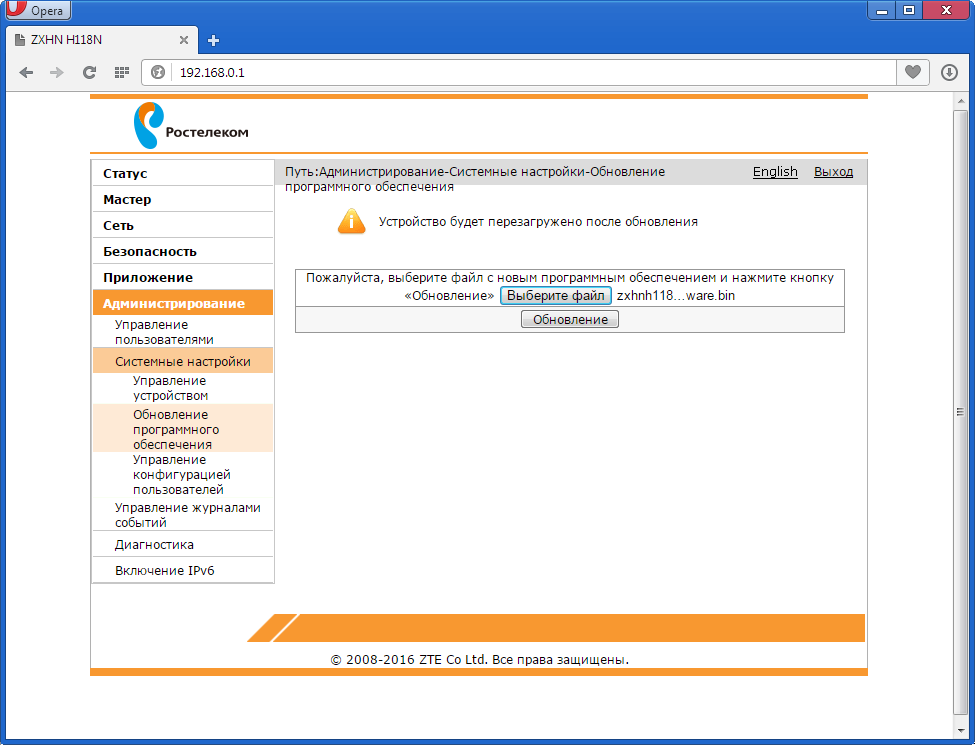 Opera
ZXHN H118N
192.168.0.1
Ростелеком
Статус
Мастер
Сеть
Безопасность
Приложение
Администрирование
Управление
пользователями
Системные настройки
Управление
устройством
Обновление
программного
обеспечения
Управление
конфигурацией
пользователей
Управление журналами
событий
Диагностика
Включение IPv6
Путь:Администрирование-Системные настройки-Обновление
программного обеспечения
English Выход
Устройство будет перезагружено после обновления
Пожалуйста, выберите файл с новым программным обеспечением и нажмите кнопку
«Обновление» Выберите файл zxhnh118...ware.bin
Обновление
© 2008-2016 ZTE Co Ltd. Все права защищены.